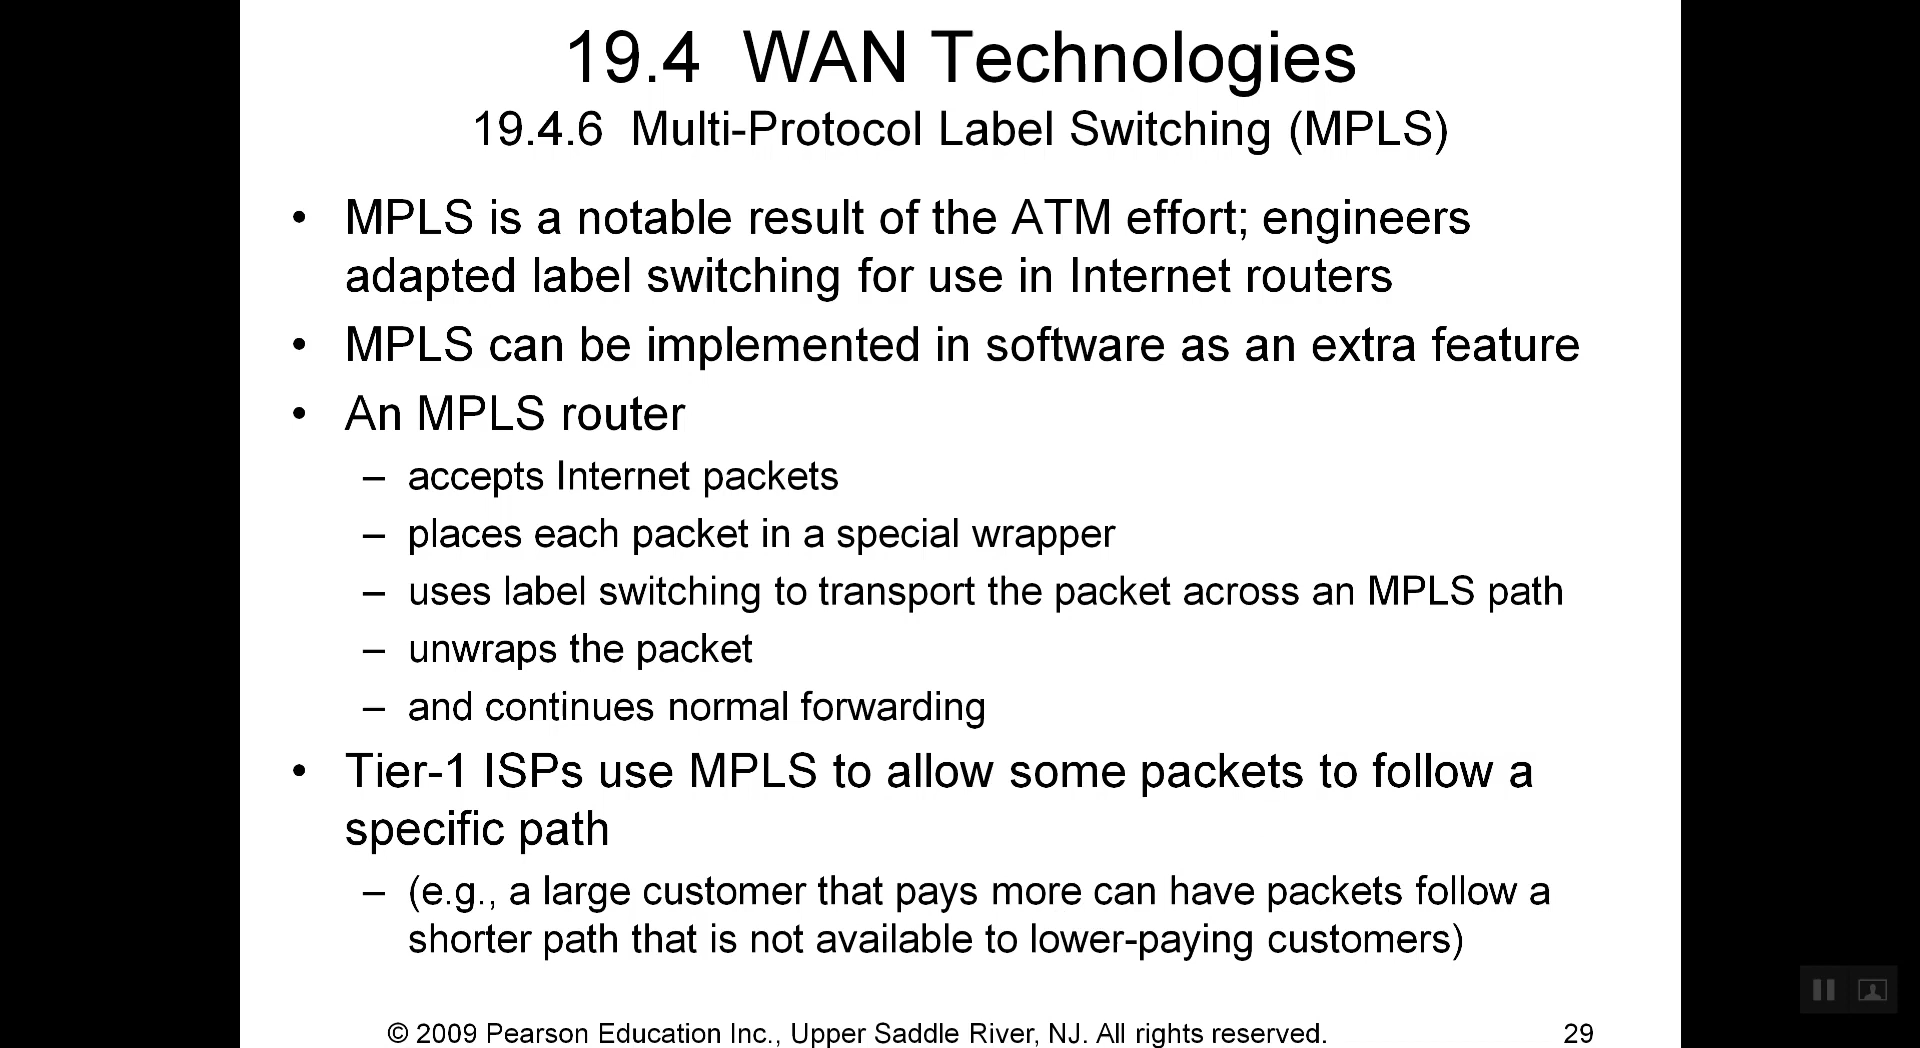 19.4 WAN Technologies
19.4.6 Multi-Protocol Label Switching (MPLS)
• MPLS is a notable result of the ATM effort; engineers
adapted label switching for use in Internet routers
• MPLS can be implemented in software as an extra feature
• An MPLS router
– accepts Internet packets
– places each packet in a special wrapper
– uses label switching to transport the packet across an MPLS path
– unwraps the packet
– and continues normal forwarding
• Tier-1 ISPs use MPLS to allow some packets to follow a
specific path
– (e.g., a large customer that pays more can have packets follow a
shorter path that is not available to lower-paying customers)
© 2009 Pearson Education Inc., Upper Saddle River, NJ. All rights reserved.
29